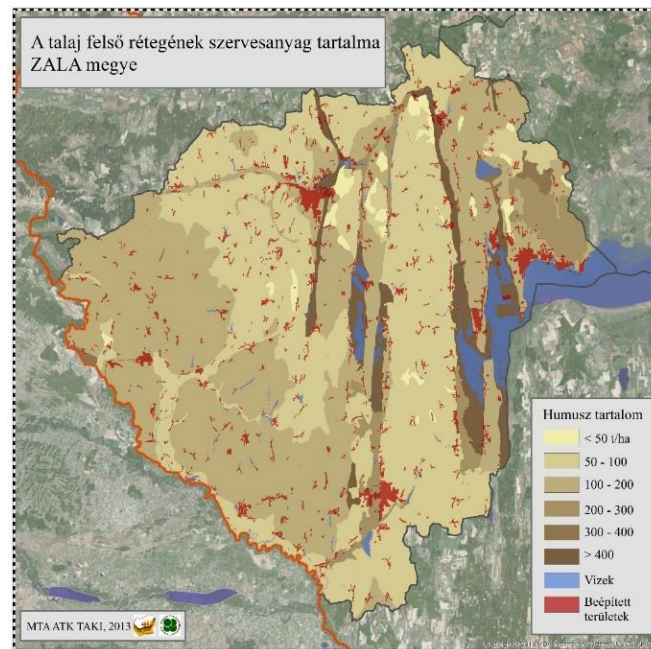 A talaj felső rétegének szervesanyag tartalma
ZALA megye
Humusz tartalom
< 50 t/ha
50 - 100
100 - 200
200 - 300
300 - 400
> 400
Vizek
Beépített
területek
MTA ATK TAKI, 2013